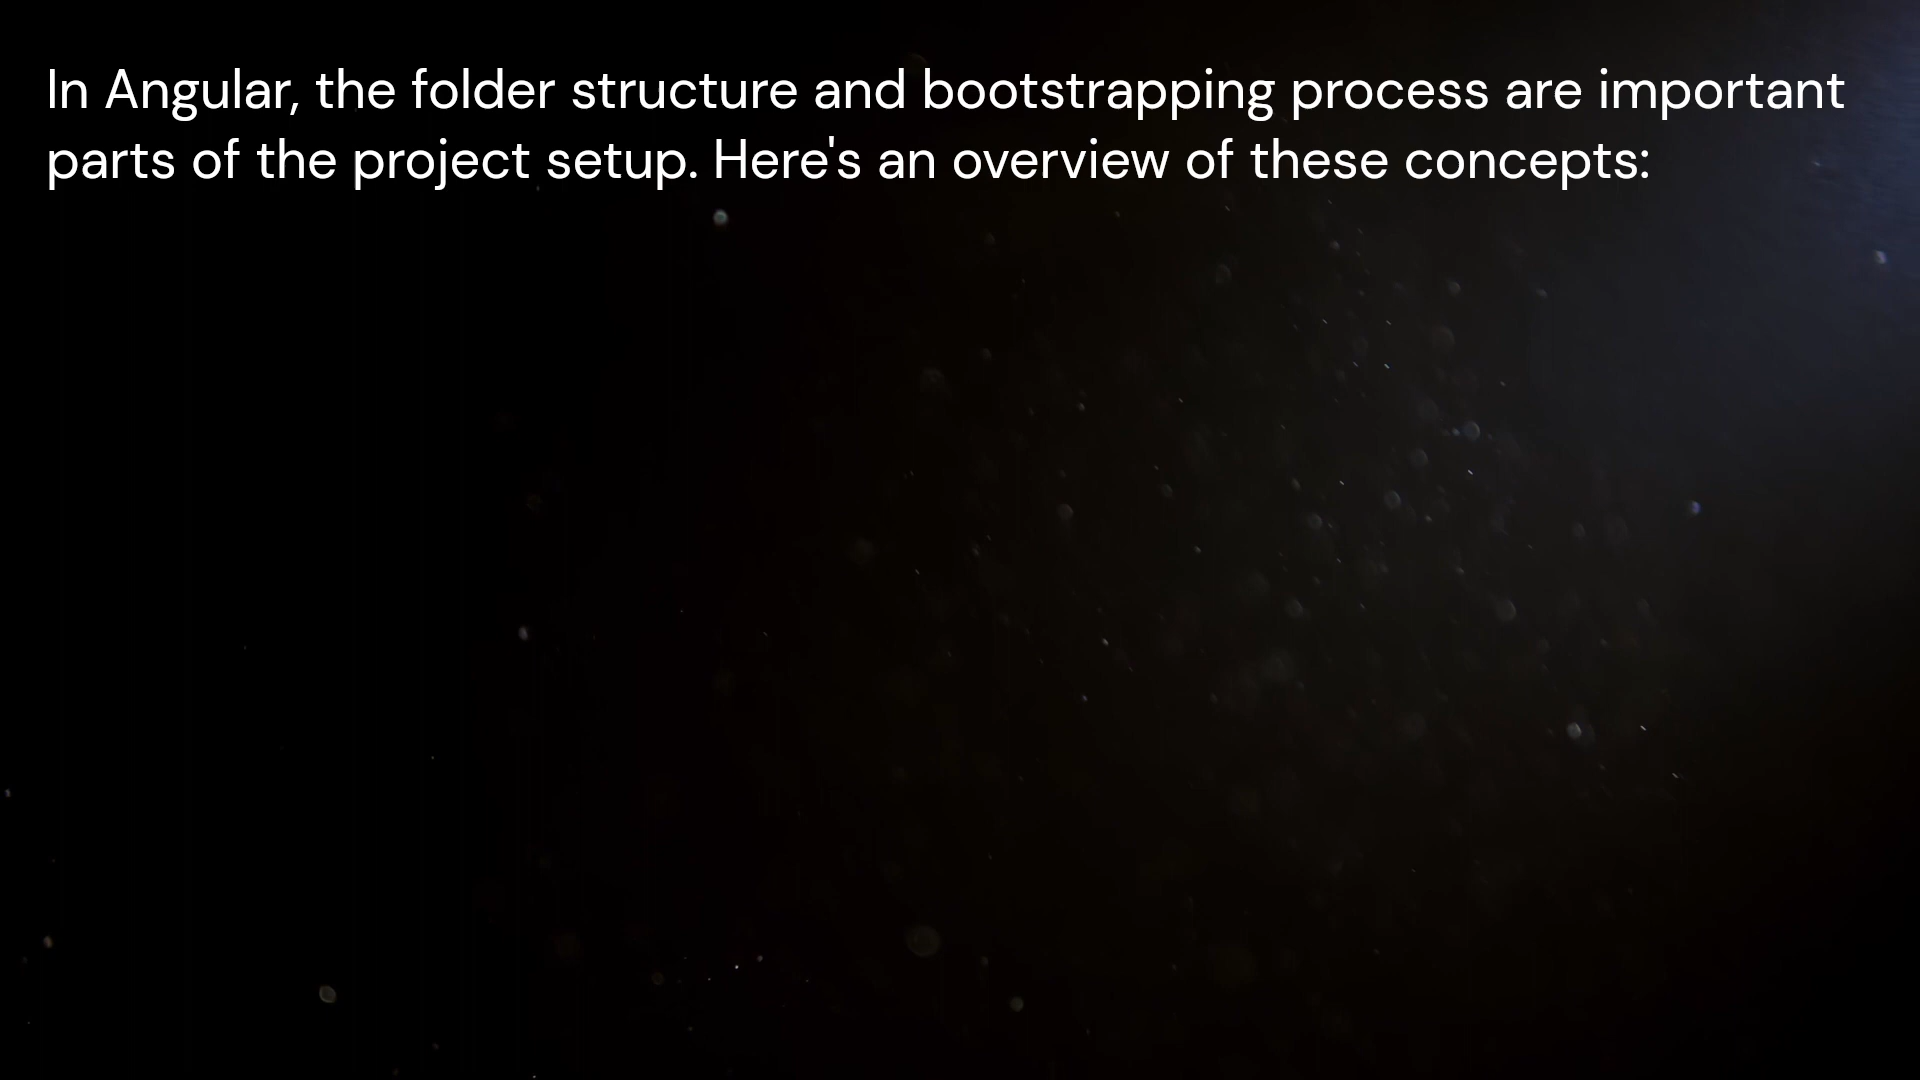 In Angular, the folder structure and bootstrapping process are important
parts of the project setup. Here's an overview of these concepts: